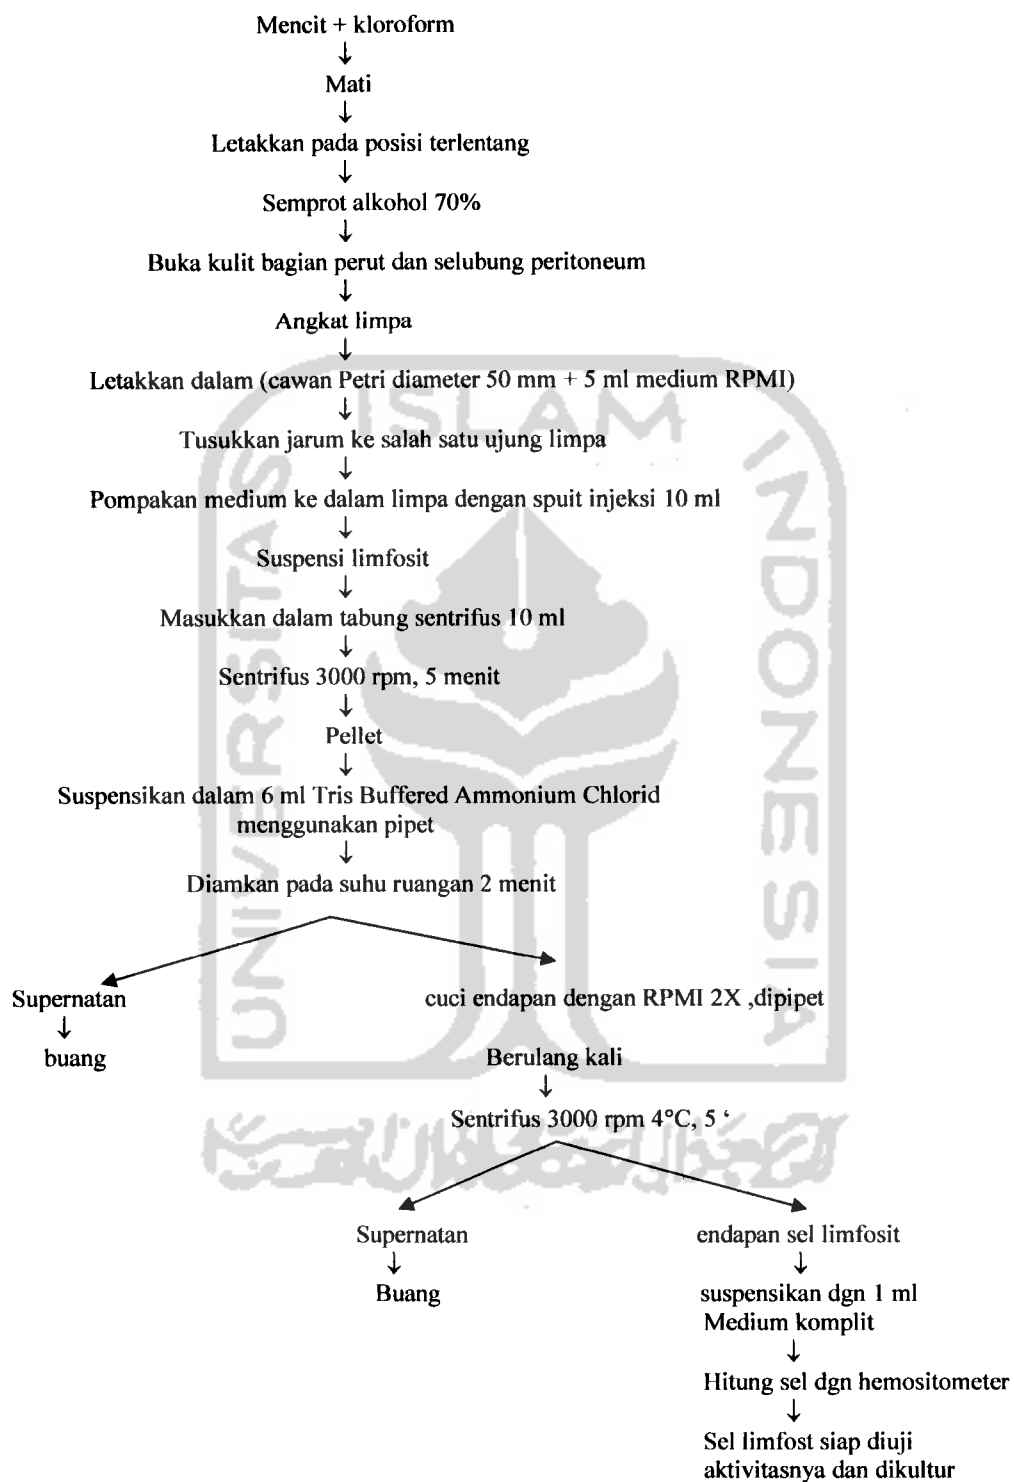 Mencit + kloroform
↓
Mati
↓
Letakkan pada posisi terlentang
↓
Semprot alkohol 70%
↓
Buka kulit bagian perut dan selubung peritoneum
↓
Angkat limpa
↓
Letakkan dalam (cawan Petri diameter 50 mm + 5 ml medium RPMI)
↓
Tusukkan jarum ke salah satu ujung limpa
↓
Pompakan medium ke dalam limpa dengan spuit injeksi 10 ml
↓
Suspensi limfosit
↓
Masukkan dalam tabung sentrifus 10 ml
↓
Sentrifus 3000 rpm, 5 menit
↓
Pellet
↓
Suspensikan dalam 6 ml Tris Buffered Ammonium Chlorid
menggunakan pipet
↓
Diamkan pada suhu ruangan 2 menit
Supernatan
↓
buang
cuci endapan dengan RPMI 2X ,dipipet
Berulang kali
↓
Sentrifus 3000 rpm 4°C, 5 ‘
Supernatan
↓
Buang
endapan sel limfosit
↓
suspensikan dgn 1 ml
Medium komplit
↓
Hitung sel dgn hemositometer
↓
Sel limfost siap diuji
aktivitasnya dan dikultur
UNIVERSITAS
ISLAM
INDONESIA